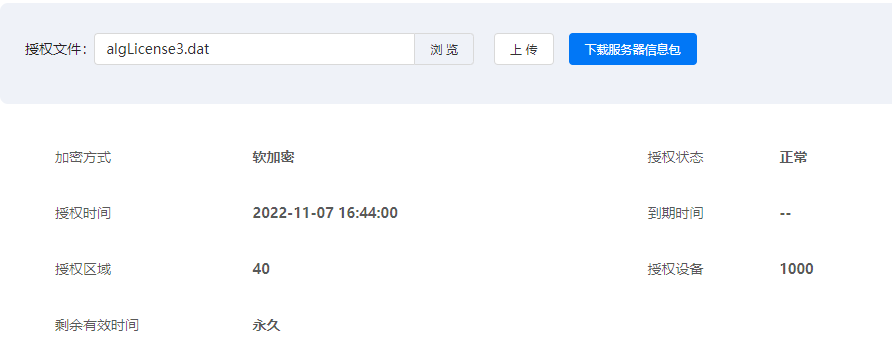 授权文件： algLicense3.dat 浏 览 上 传 下载服务器信息包
加密方式 软加密 授权状态 正常
授权时间 2022-11-07 16:44:00 到期时间 --
授权区域 40 授权设备 1000
剩余有效时间 永久